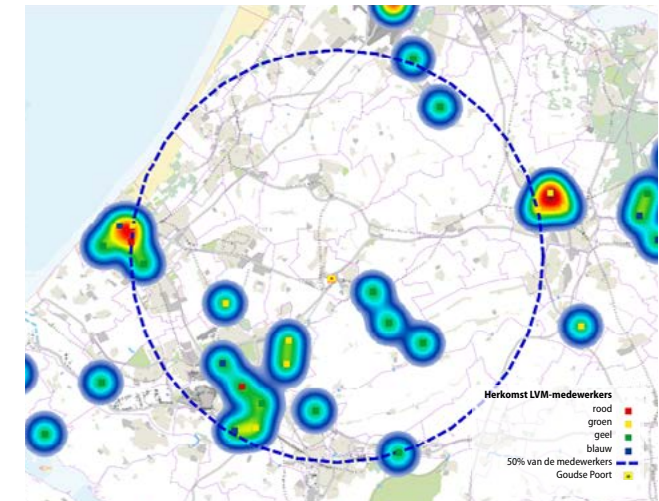 Herkomst LVM-medewerkers
rood
groen
geel
blauw
50% van de medewerkers
Goudse Poort